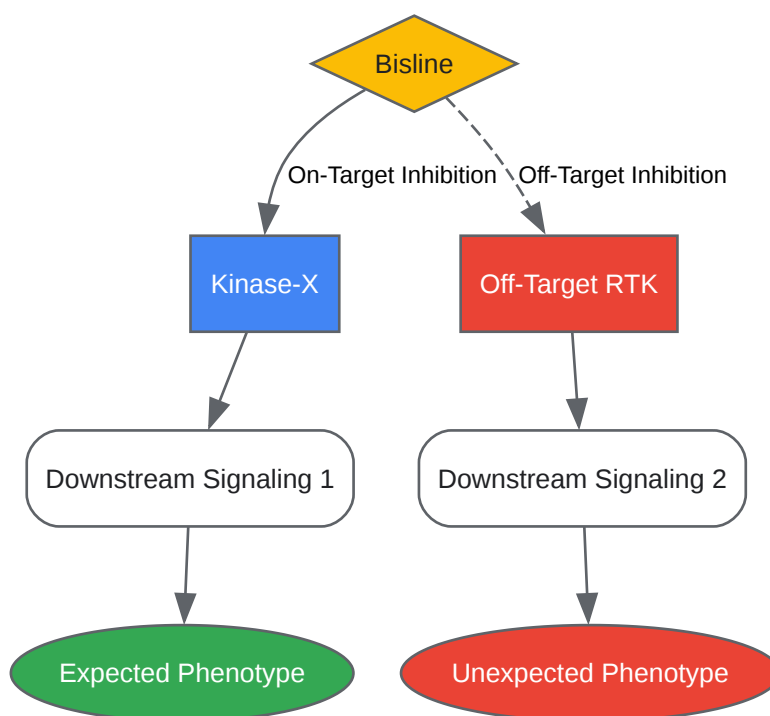 Bisline
On-Target Inhibition
Off-Target Inhibition
Kinase-X
Off-Target RTK
Downstream Signaling 1
Downstream Signaling 2
Expected Phenotype
Unexpected Phenotype